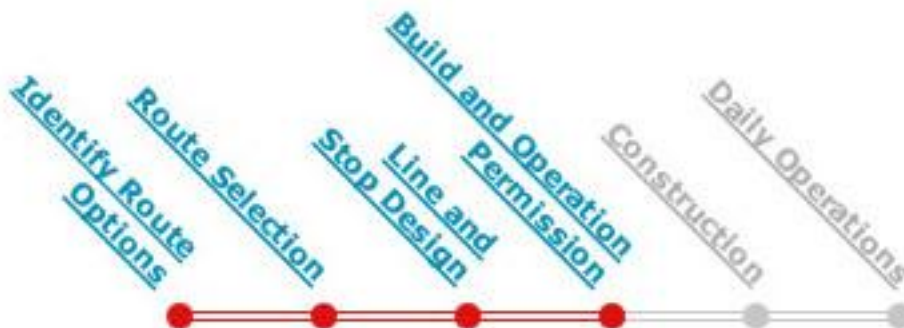 Identify Route
Options
Route Selection
Line and
Stop Design
Build and Operation
Permission
Construction
Daily Operations